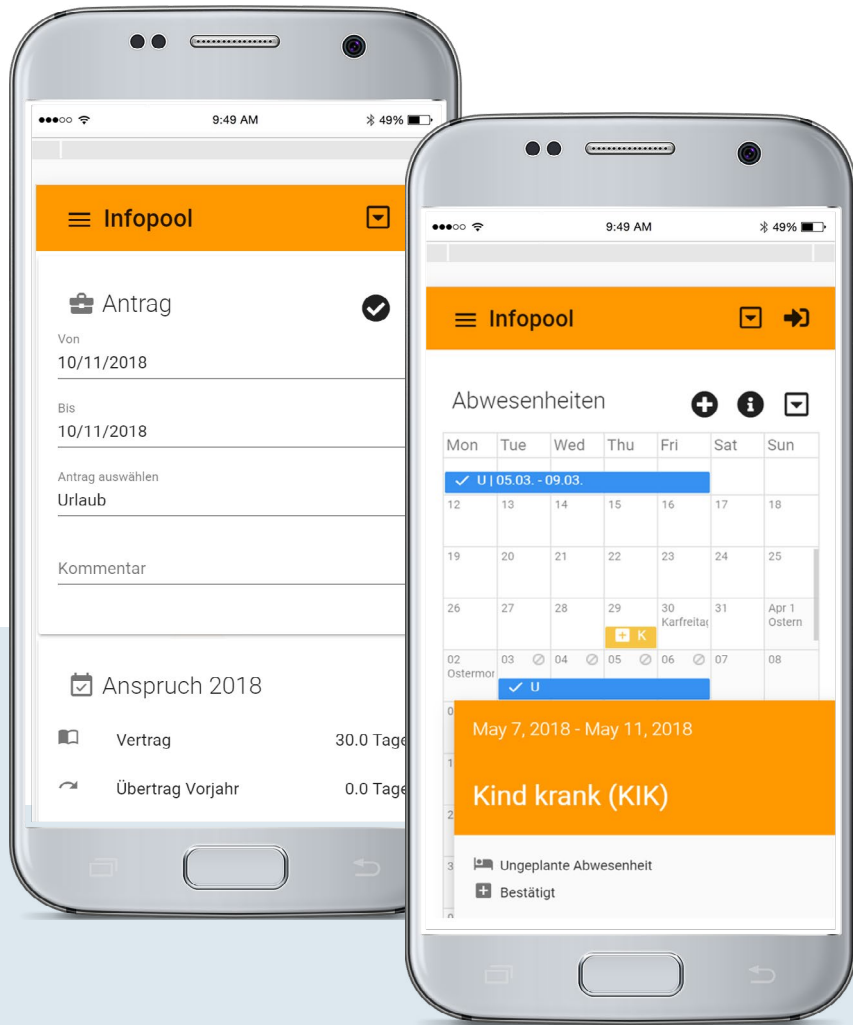 9:49 AM
49%
Infopool
Antrag
Von
10/11/2018
Bis
10/11/2018
Antrag auswählen
Urlaub
Kommentar
Anspruch 2018
Vertrag 30.0 Tage
Übertrag Vorjahr 0.0 Tage
9:49 AM
49%
Infopool
Abwesenheiten
Mon Tue Wed Thu Fri Sat Sun
U | 05.03. - 09.03.
12 13 14 15 16 17 18
19 20 21 22 23 24 25
26 27 28 29 30 31 Apr 1
Karfreitag Ostern
K
02 03 04 05 06 07 08
Ostermor
U
May 7, 2018 - May 11, 2018
Kind krank (KIK)
Ungeplante Abwesenheit
Bestätigt